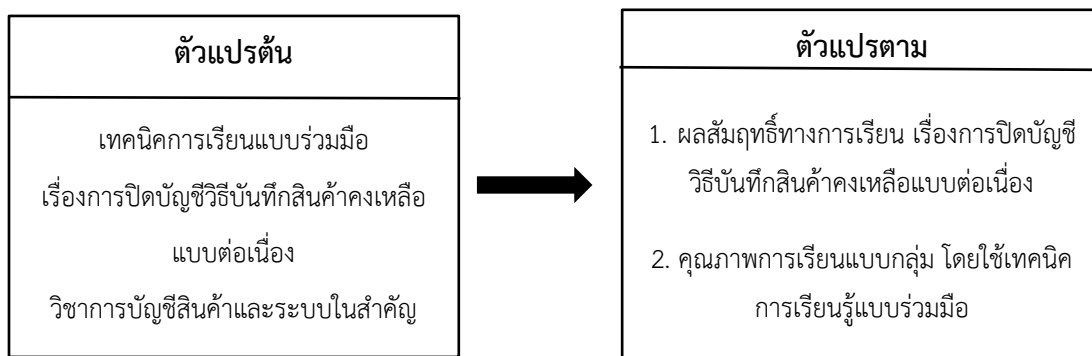 ตัวแปรต้น
เทคนิคการเรียนแบบร่วมมือ
เรื่องการปิดบัญชีวิธีบันทึกสินค้าคงเหลือ
แบบต่อเนื่อง
วิชาการบัญชีสินค้าและระบบในสำคัญ
ตัวแปรตาม
1. ผลสัมฤทธิ์ทางการเรียน เรื่องการปิดบัญชี
วิธีบันทึกสินค้าคงเหลือแบบต่อเนื่อง
2. คุณภาพการเรียนแบบกลุ่ม โดยใช้เทคนิค
การเรียนรู้แบบร่วมมือ